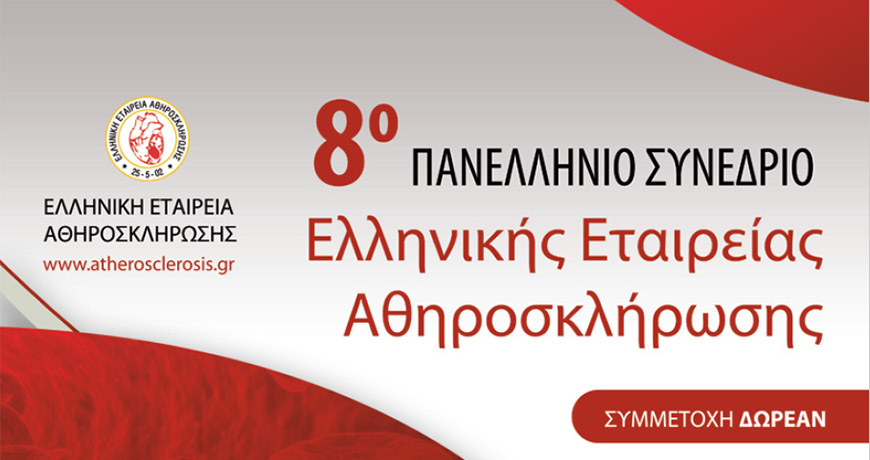 ΕΛΛΗΝΙΚΗ ΕΤΑΙΡΕΙΑ ΑΘΗΡΟΣΚΛΗΡΩΣΗΣ
25-5-02
ΕΛΛΗΝΙΚΗ ΕΤΑΙΡΕΙΑ
ΑΘΗΡΟΣΚΛΗΡΩΣΗΣ
www.atherosclerosis.gr
8º ΠΑΝΕΛΛΗΝΙΟ ΣΥΝΕΔΡΙΟ
Ελληνικής Εταιρείας
Αθηροσκλήρωσης
ΣΥΜΜΕΤΟΧΗ ΔΩΡΕΑΝ